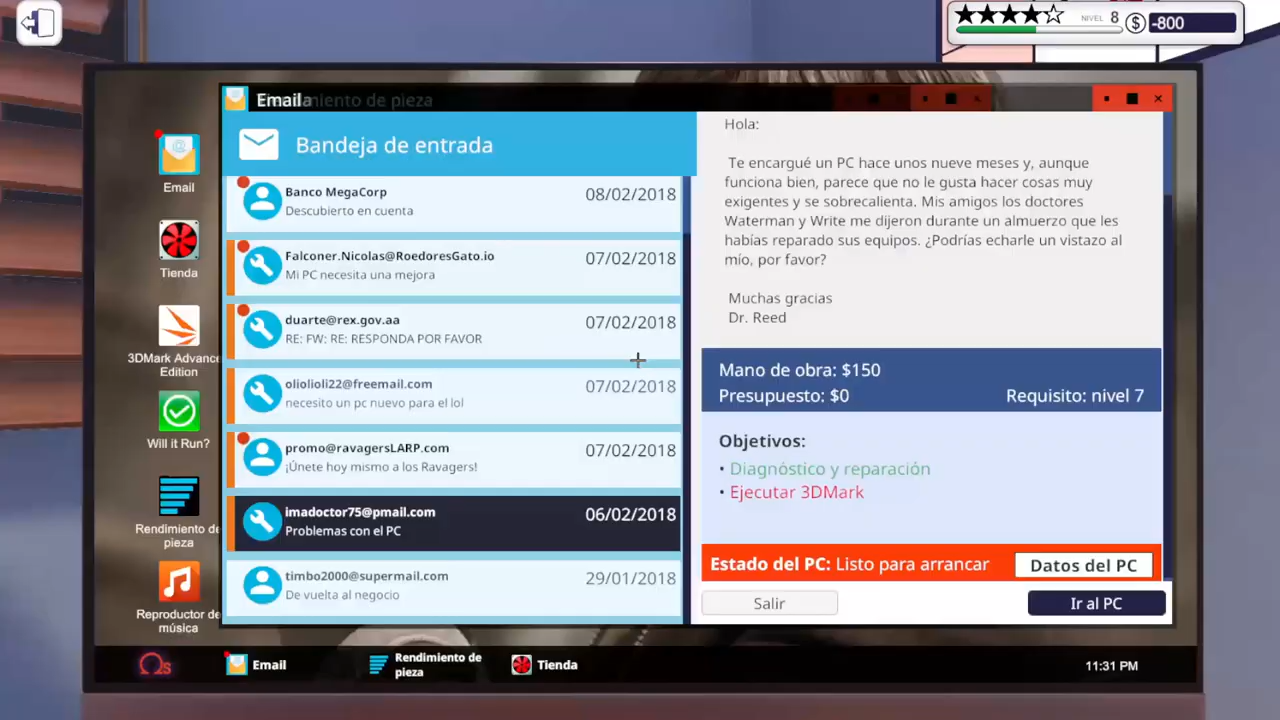 NIVEL 8
$ -800
Email
Rendimiento de pieza
Bandeja de entrada
Banco MegaCorp
08/02/2018
Descubierto en cuenta
Falconer.Nicolas@RoedoresGato.io
07/02/2018
Mi PC necesita una mejora
duarte@rex.gov.aa
07/02/2018
RE: FW: RE: RESPONDA POR FAVOR
oliolioli22@freemail.com
07/02/2018
necesito un pc nuevo para el lol
promo@ravagersLARP.com
07/02/2018
¡Únete hoy mismo a los Ravagers!
imadoctor75@pmail.com
06/02/2018
Problemas con el PC
timbo2000@supermail.com
29/01/2018
De vuelta al negocio
Hola:
Te encargué un PC hace unos nueve meses y, aunque
funciona bien, parece que no le gusta hacer cosas muy
exigentes y se sobrecalienta. Mis amigos los doctores
Waterman y Write me dijeron durante un almuerzo que les
habías reparado sus equipos. ¿Podrías echarle un vistazo al
mío, por favor?
Muchas gracias
Dr. Reed
Mano de obra: $150
Presupuesto: $0
Requisito: nivel 7
Objetivos:
• Diagnóstico y reparación
• Ejecutar 3DMark
Estado del PC: Listo para arrancar
Datos del PC
Salir
Ir al PC
Email
Tienda
3DMark Advance
Edition
Will it Run?
Rendimiento de
pieza
Reproductor de
música
Ωs
Email
Rendimiento de
pieza
Tienda
11:31 PM